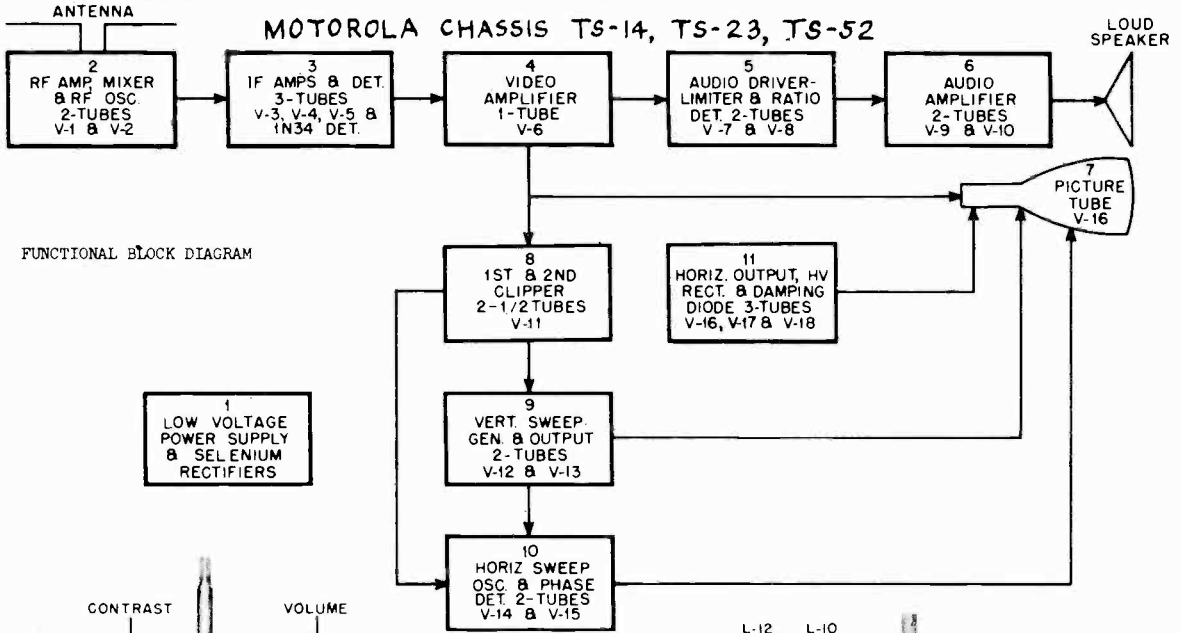 ANTENNA
MOTOROLA CHASSIS TS-14, TS-23, TS-52
LOUD
SPEAKER
2
RF AMP, MIXER
& RF OSC.
2-TUBES
V-1 & V-2
3
IF AMPS & DET.
3-TUBES
V-3, V-4, V-5 &
1N34 DET.
4
VIDEO
AMPLIFIER
1-TUBE
V-6
5
AUDIO DRIVER-
LIMITER & RATIO
DET. 2-TUBES
V-7 & V-8
6
AUDIO
AMPLIFIER
2-TUBES
V-9 & V-10
7
PICTURE
TUBE
V-16
FUNCTIONAL BLOCK DIAGRAM
8
1ST & 2ND
CLIPPER
2-1/2 TUBES
V-11
11
HORIZ. OUTPUT, HV
RECT. & DAMPING
DIODE 3-TUBES
V-16, V-17 & V-18
1
LOW VOLTAGE
POWER SUPPLY
& SELENIUM
RECTIFIERS
9
VERT. SWEEP
GEN. & OUTPUT
2-TUBES
V-12 & V-13
10
HORIZ SWEEP
OSC. & PHASE
DET. 2-TUBES
V-14 & V-15
CONTRAST
VOLUME
L-12
L-10